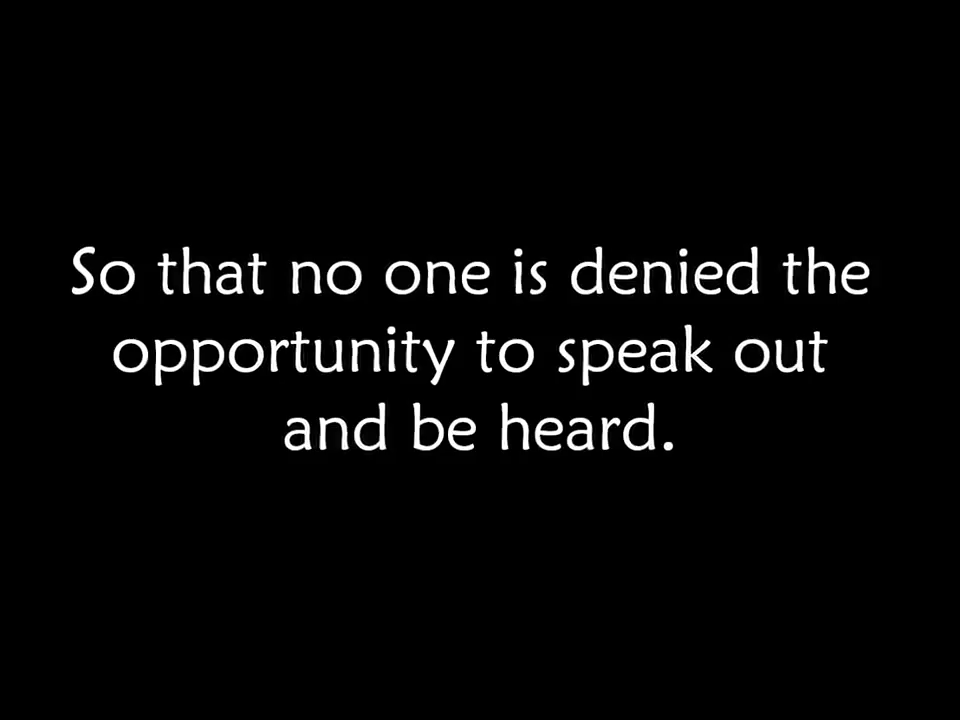 So that no one is denied the
opportunity to speak out
and be heard.